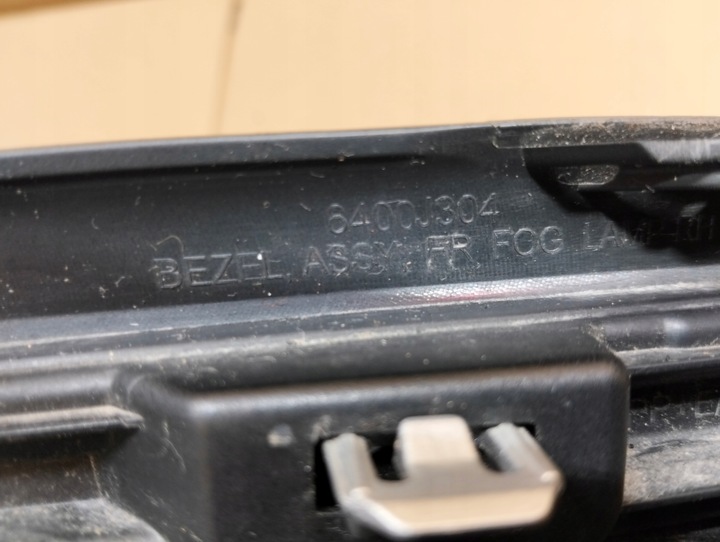 6400J304
BEZEL ASSY, FR FOG